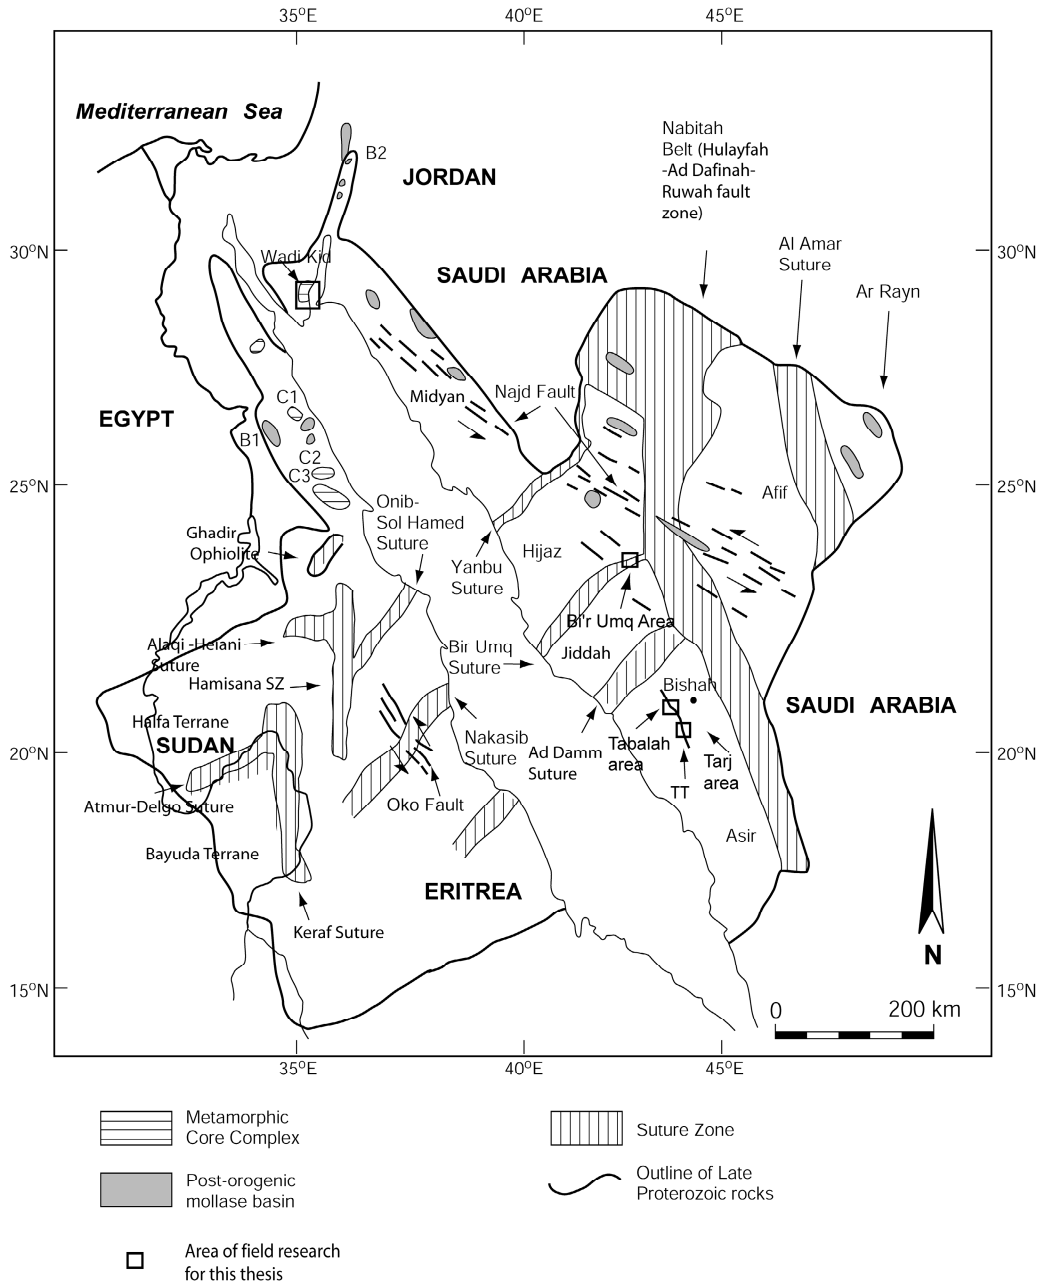 35°E 40°E 45°E
Mediterranean Sea
B2
JORDAN
Nabitah
Belt (Hulayfah
-Ad Dafinah-
Ruwah fault
zone)
30°N
Wadi Kid
SAUDI ARABIA
Al Amar
Suture
30°N
Ar Rayn
EGYPT
C1
Midyan
Najd Fault
B1
C2
C3
25°N
25°N
Afif
Onib-
Sol Hamed
Suture
Ghadir
Ophiolite
Yanbu
Suture
Hijaz
Bi'r Umq Area
Alaqi -Heiani
Suture
Bir Umq
Suture
Jiddah
Hamisana SZ
Bishah
SAUDI ARABIA
Halfa Terrane
SUDAN
Nakasib
Suture
Ad Damm
Suture
Tabalah
area
Tarj
area
20°N
20°N
TT
Atmur-Delgo Suture
Oko Fault
Asir
Bayuda Terrane
ERITREA
Keraf Suture
N
15°N
15°N
0 200 km
35°E 40°E 45°E
Metamorphic
Core Complex
Suture Zone
Post-orogenic
mollase basin
Outline of Late
Proterozoic rocks
Area of field research
for this thesis